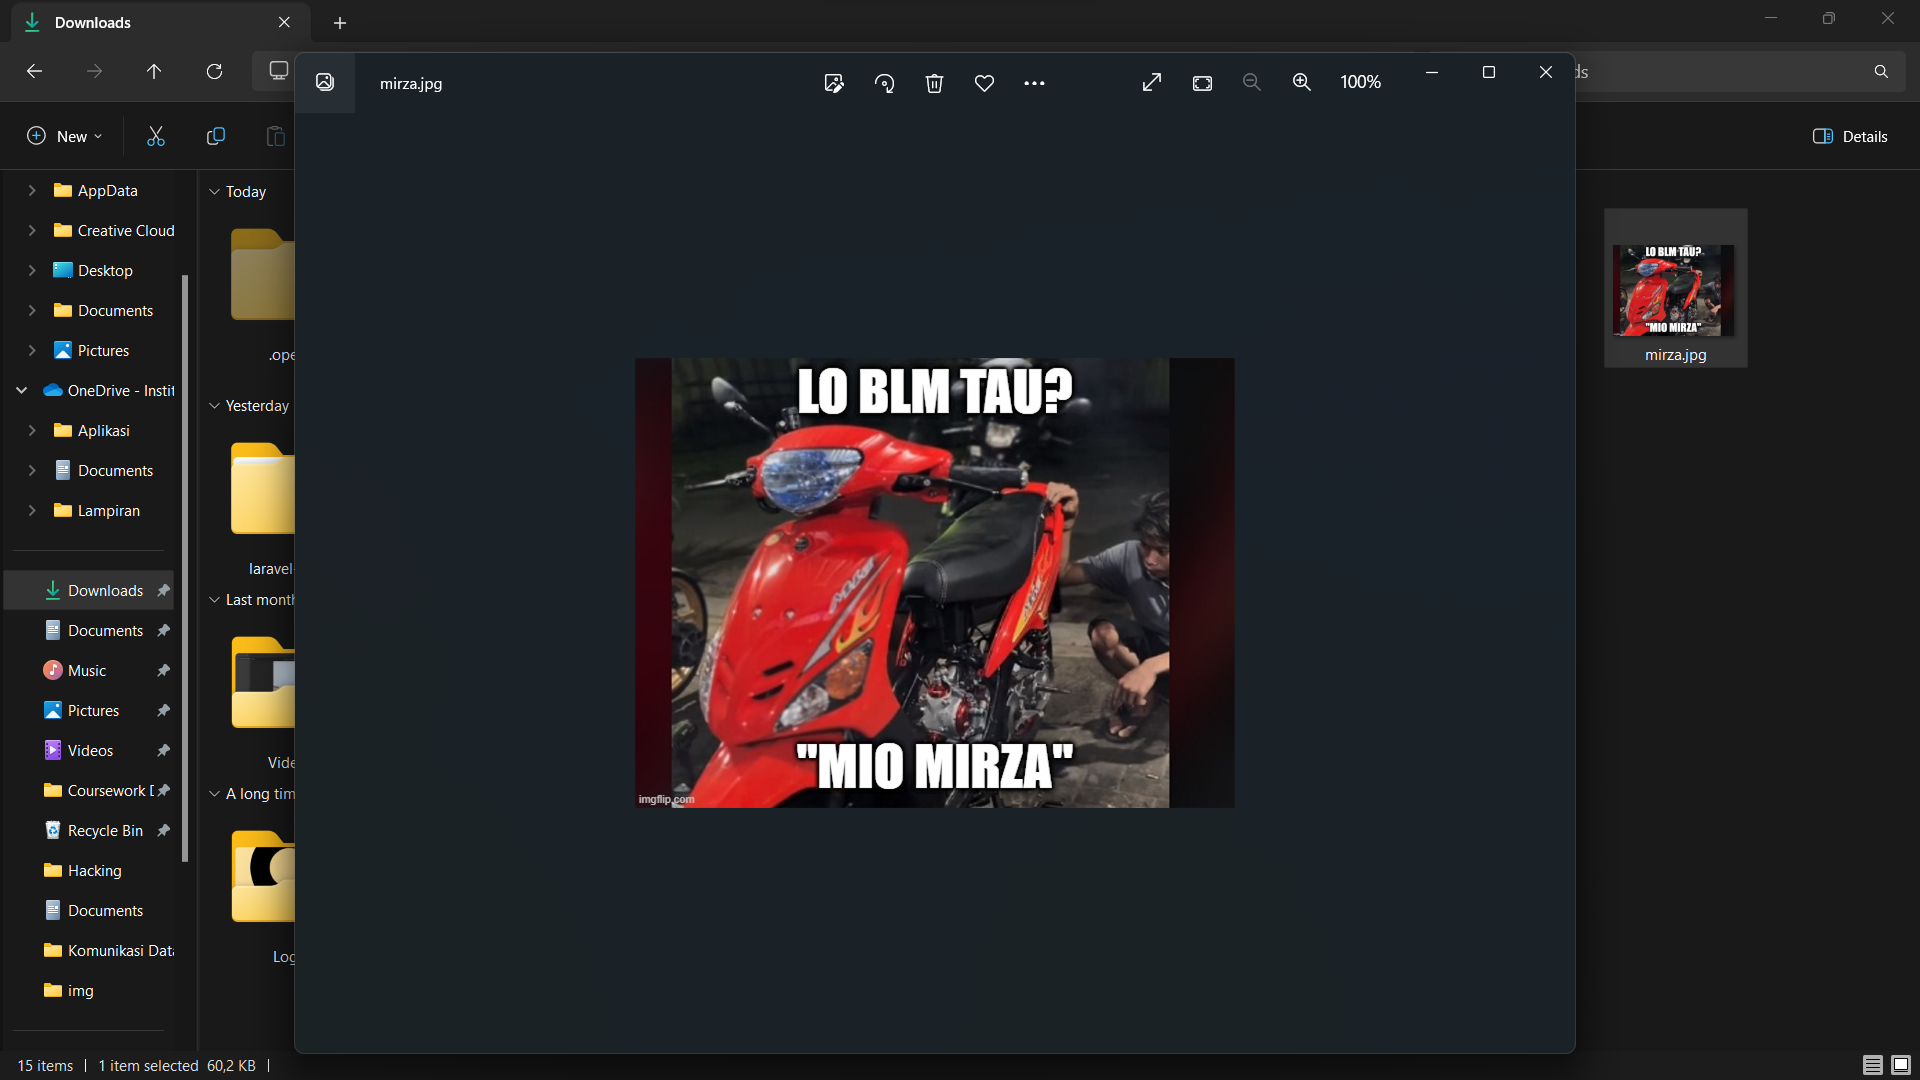 Downloads
ds
mirza.jpg
100%
New
Details
AppData
Creative Cloud
Desktop
Documents
Pictures
OneDrive - Instit
Aplikasi
Documents
Lampiran
Downloads
Documents
Music
Pictures
Videos
Coursework D
Recycle Bin
Hacking
Documents
Komunikasi Data
img
Today
.ope
Yesterday
laravel-
Last month
Vide
A long tim
Log
LO BLM TAU?
"MIO MIRZA"
imgflip.com
LO BLM TAU?
"MIO MIRZA"
mirza.jpg
15 items
1 item selected 60,2 KB